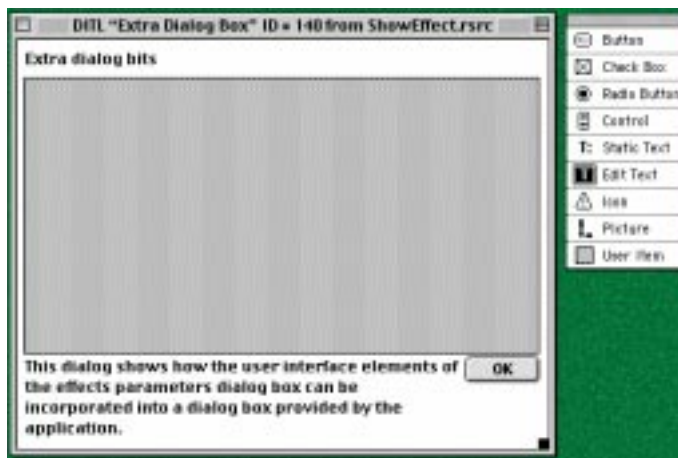 DITL "Extra Dialog Box" ID = 140 from ShowEffect.rsrc
Extra dialog bits
This dialog shows how the user interface elements of
the effects parameters dialog box can be
incorporated into a dialog box provided by the
application.
OK
Button
Check Box
Radio Button
Control
T: Static Text
Edit Text
Icon
Picture
User Item